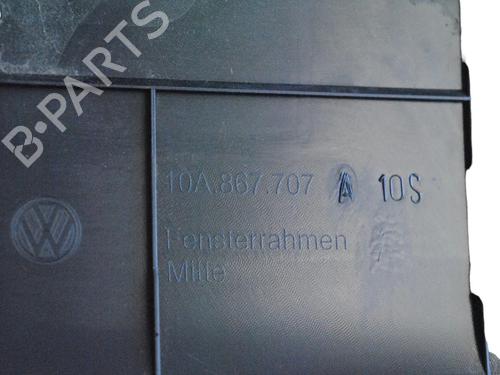 B-PARTS
10A.867.707 A 10S
Fensterrahmen
Mitte